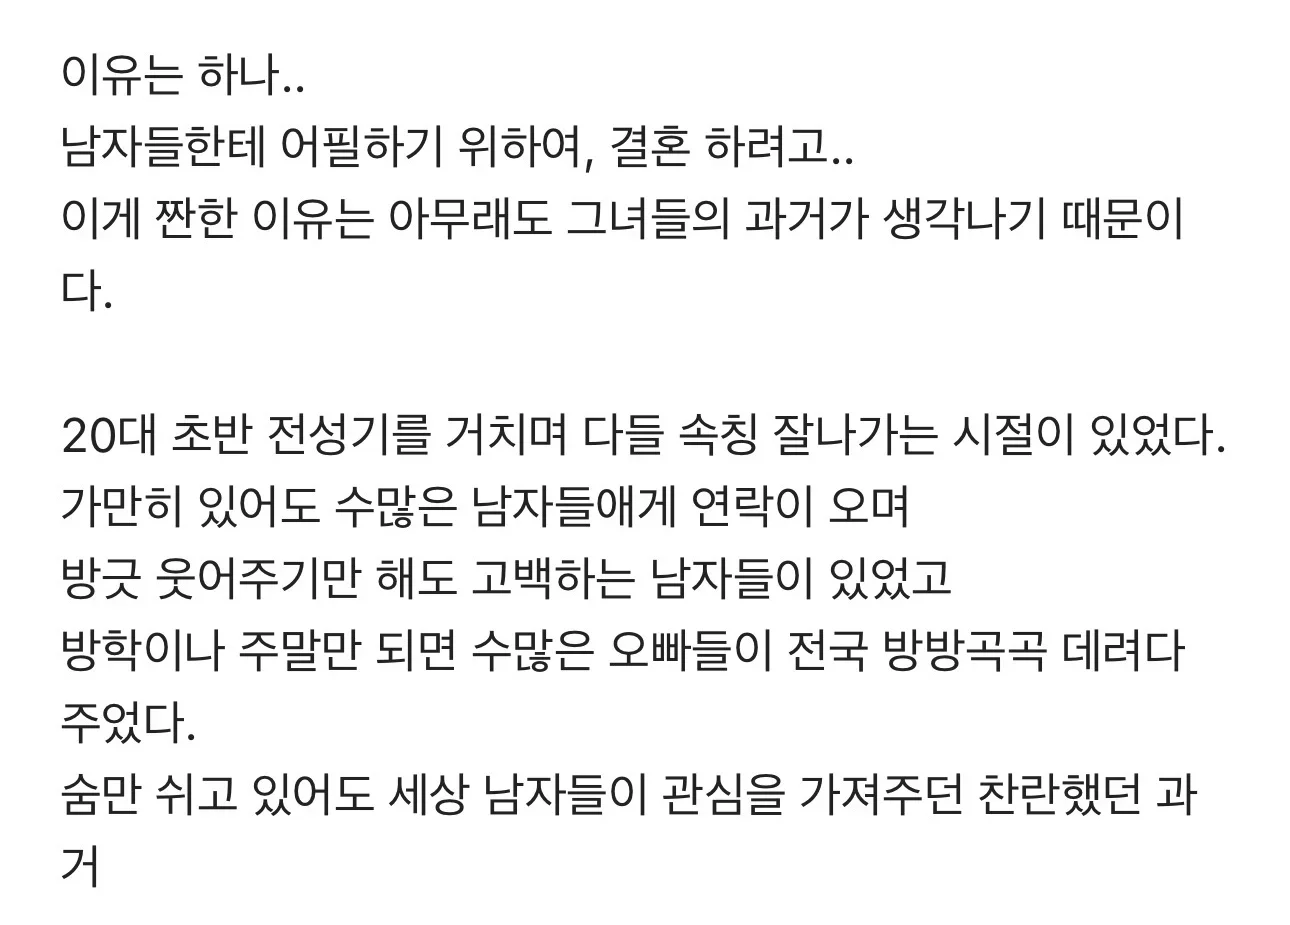 이유는 하나..
남자들한테 어필하기 위하여, 결혼 하려고..
이게 짠한 이유는 아무래도 그녀들의 과거가 생각나기 때문이
다.
20대 초반 전성기를 거치며 다들 속칭 잘나가는 시절이 있었다.
가만히 있어도 수많은 남자들애게 연락이 오며
방긋 웃어주기만 해도 고백하는 남자들이 있었고
방학이나 주말만 되면 수많은 오빠들이 전국 방방곡곡 데려다
주었다.
숨만 쉬고 있어도 세상 남자들이 관심을 가져주던 찬란했던 과
거